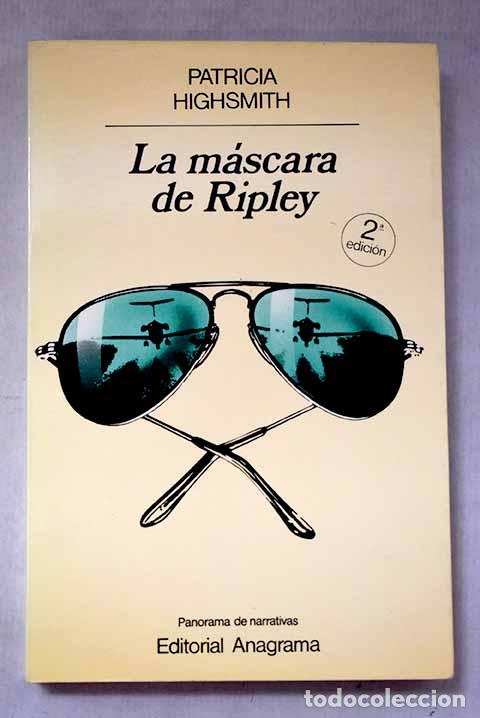 PATRICIA
HIGHSMITH
La máscara
de Ripley
2ª
edición
Panorama de narrativas
Editorial Anagrama
todocoleccion